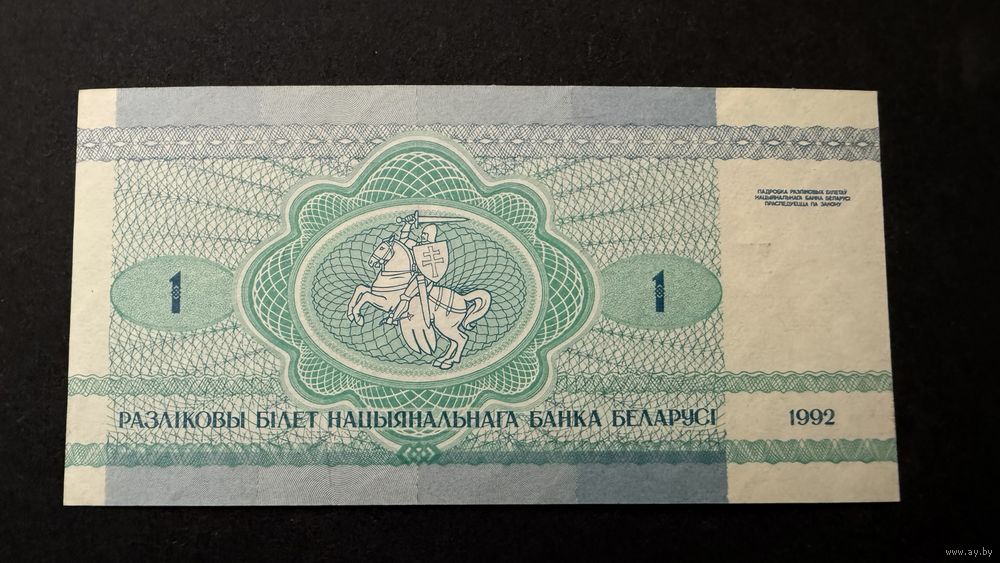 ПАДРОБКА РАЗЛІКОВЫХ БІЛЕТАЎ
НАЦЫЯНАЛЬНАГА БАНКА БЕЛАРУСІ
ПРАСЛЕДУЕЦЦА ПА ЗАКОНУ
1 1
РАЗЛІКОВЫ БІЛЕТ НАЦЫЯНАЛЬНАГА БАНКА БЕЛАРУСІ 1992
www.ay.by